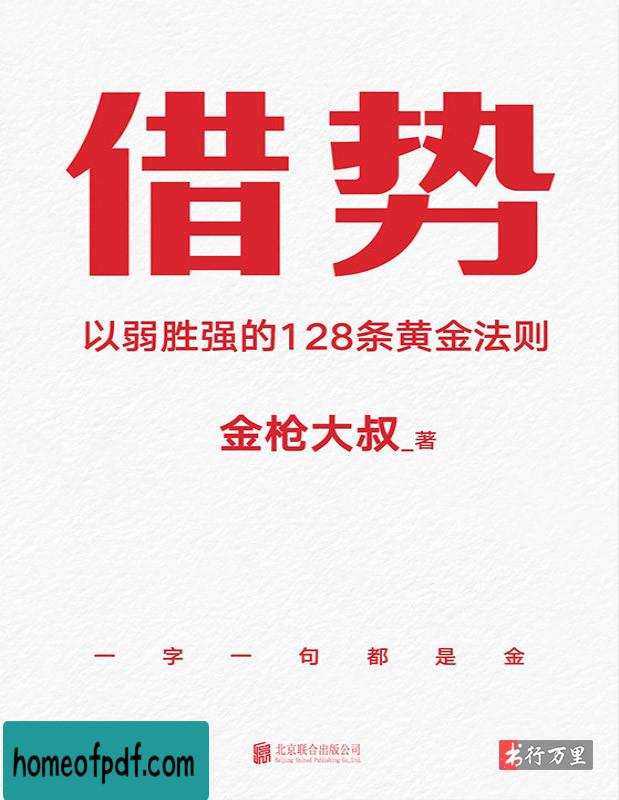 借势
以弱胜强的128条黄金法则
金枪大叔_著
一字一句都是金
homeofpdf.com
北京联合出版公司
Beijing United Publishing Co.,Ltd.
书行万里